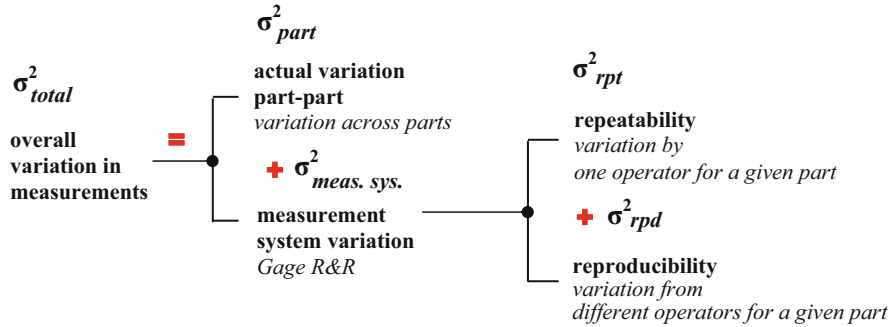 σ²part
actual variation
part-part
variation across parts
σ²total
overall
variation in
measurements
=
+ σ²meas. sys.
measurement
system variation
Gage R&R
σ²rpt
repeatability
variation by
one operator for a given part
+ σ²rpd
reproducibility
variation from
different operators for a given part